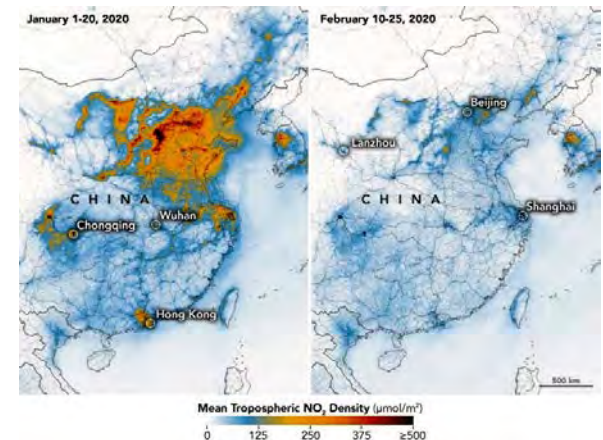 January 1-20, 2020
CHINA
Chongqing
Wuhan
Hong Kong
February 10-25, 2020
Beijing
Lanzhou
CHINA
Shanghai
500 km
Mean Tropospheric NO₂ Density (μmol/m²)
0 125 250 375 ≥500